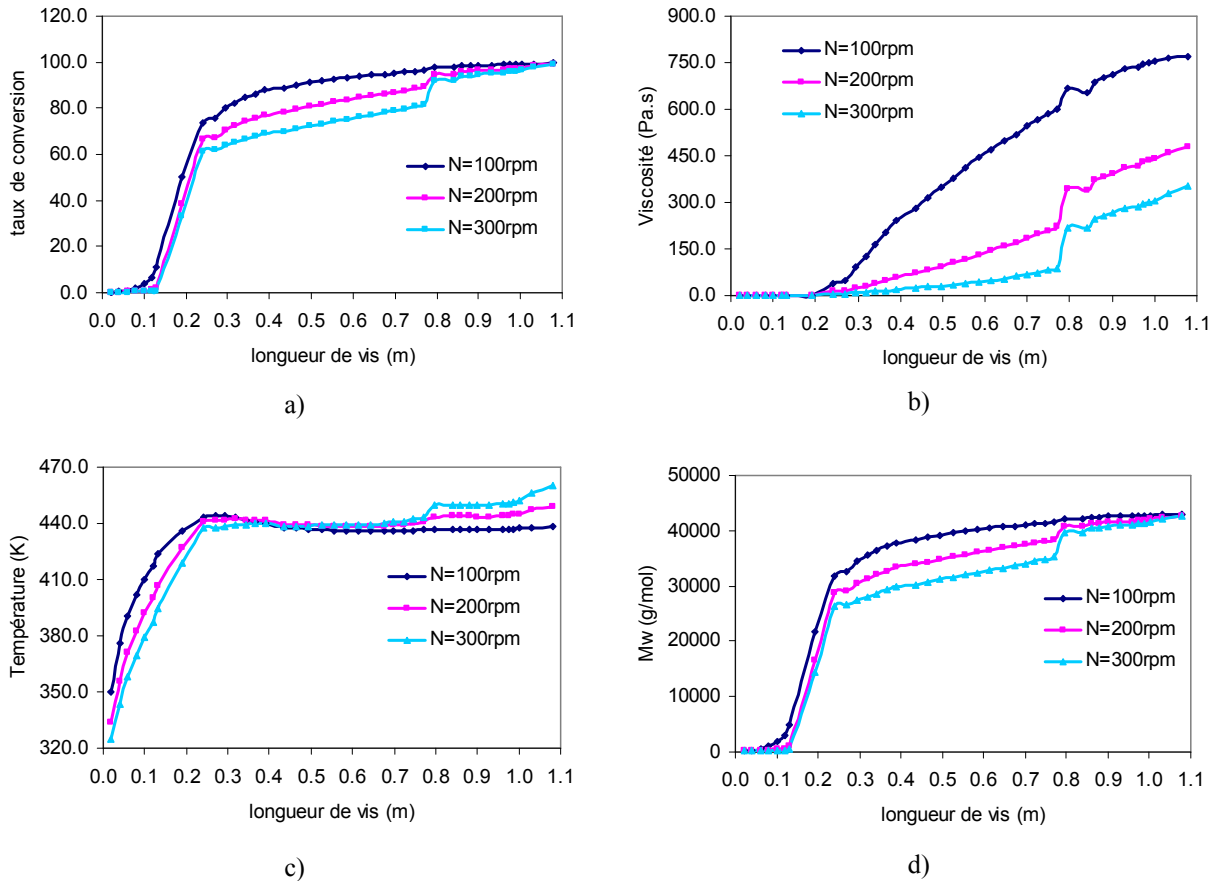 120.0
100.0
80.0
60.0
40.0
20.0
0.0
taux de conversion
N=100rpm
N=200rpm
N=300rpm
0.0 0.1 0.2 0.3 0.4 0.5 0.6 0.7 0.8 0.9 1.0 1.1
longueur de vis (m)
a)
900.0
750.0
600.0
450.0
300.0
150.0
0.0
Viscosité (Pa.s)
N=100rpm
N=200rpm
N=300rpm
0.0 0.1 0.2 0.3 0.4 0.5 0.6 0.7 0.8 0.9 1.0 1.1
longueur de vis (m)
b)
470.0
440.0
410.0
380.0
350.0
320.0
Température (K)
N=100rpm
N=200rpm
N=300rpm
0.0 0.1 0.2 0.3 0.4 0.5 0.6 0.7 0.8 0.9 1.0 1.1
longueur de vis (m)
c)
50000
40000
30000
20000
10000
0
Mw (g/mol)
N=100rpm
N=200rpm
N=300rpm
0.0 0.1 0.2 0.3 0.4 0.5 0.6 0.7 0.8 0.9 1.0 1.1
longueur de vis (m)
d)